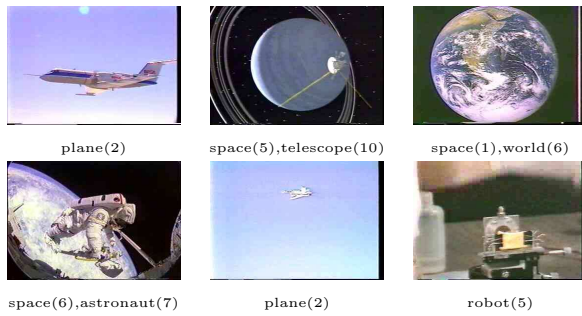 plane(2)
space(5),telescope(10)
space(1),world(6)
space(6),astronaut(7)
plane(2)
robot(5)